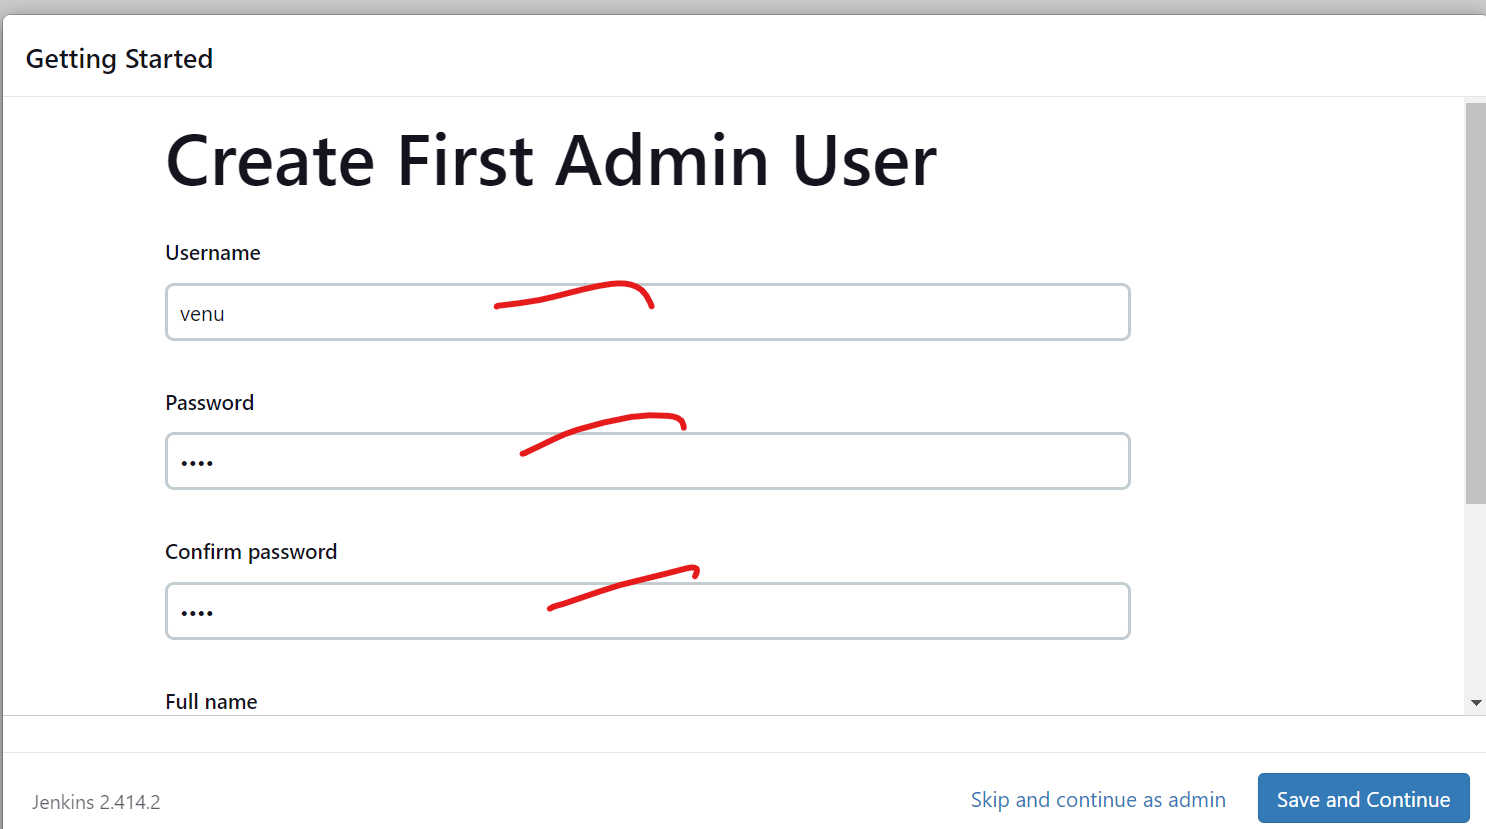 Getting Started
Create First Admin User
Username
venu
Password
••••
Confirm password
••••
Full name
Jenkins 2.414.2
Skip and continue as admin
Save and Continue